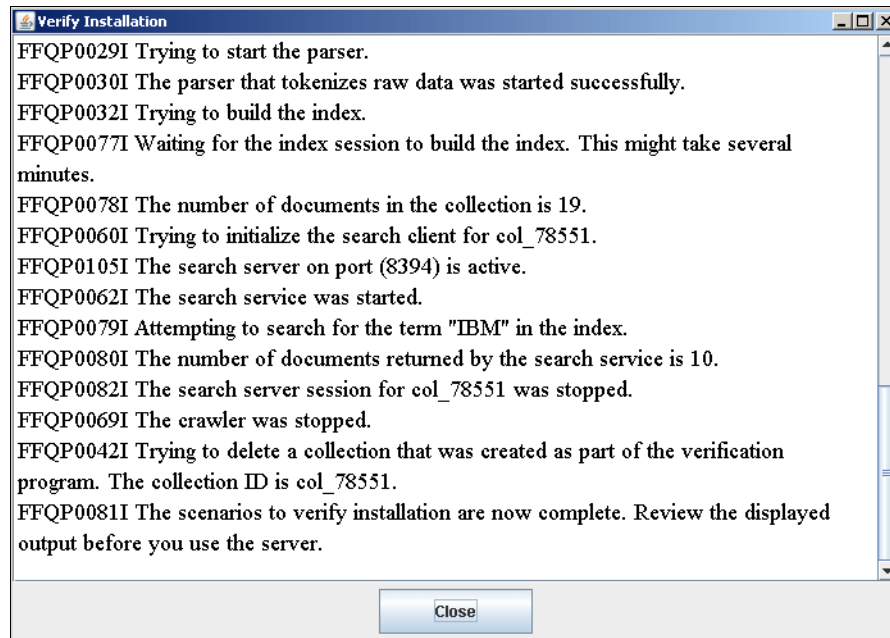 Verify Installation
FFQP0029I Trying to start the parser.
FFQP0030I The parser that tokenizes raw data was started successfully.
FFQP0032I Trying to build the index.
FFQP0077I Waiting for the index session to build the index. This might take several
minutes.
FFQP0078I The number of documents in the collection is 19.
FFQP0060I Trying to initialize the search client for col_78551.
FFQP0105I The search server on port (8394) is active.
FFQP0062I The search service was started.
FFQP0079I Attempting to search for the term "IBM" in the index.
FFQP0080I The number of documents returned by the search service is 10.
FFQP0082I The search server session for col_78551 was stopped.
FFQP0069I The crawler was stopped.
FFQP0042I Trying to delete a collection that was created as part of the verification
program. The collection ID is col_78551.
FFQP0081I The scenarios to verify installation are now complete. Review the displayed
output before you use the server.
Close